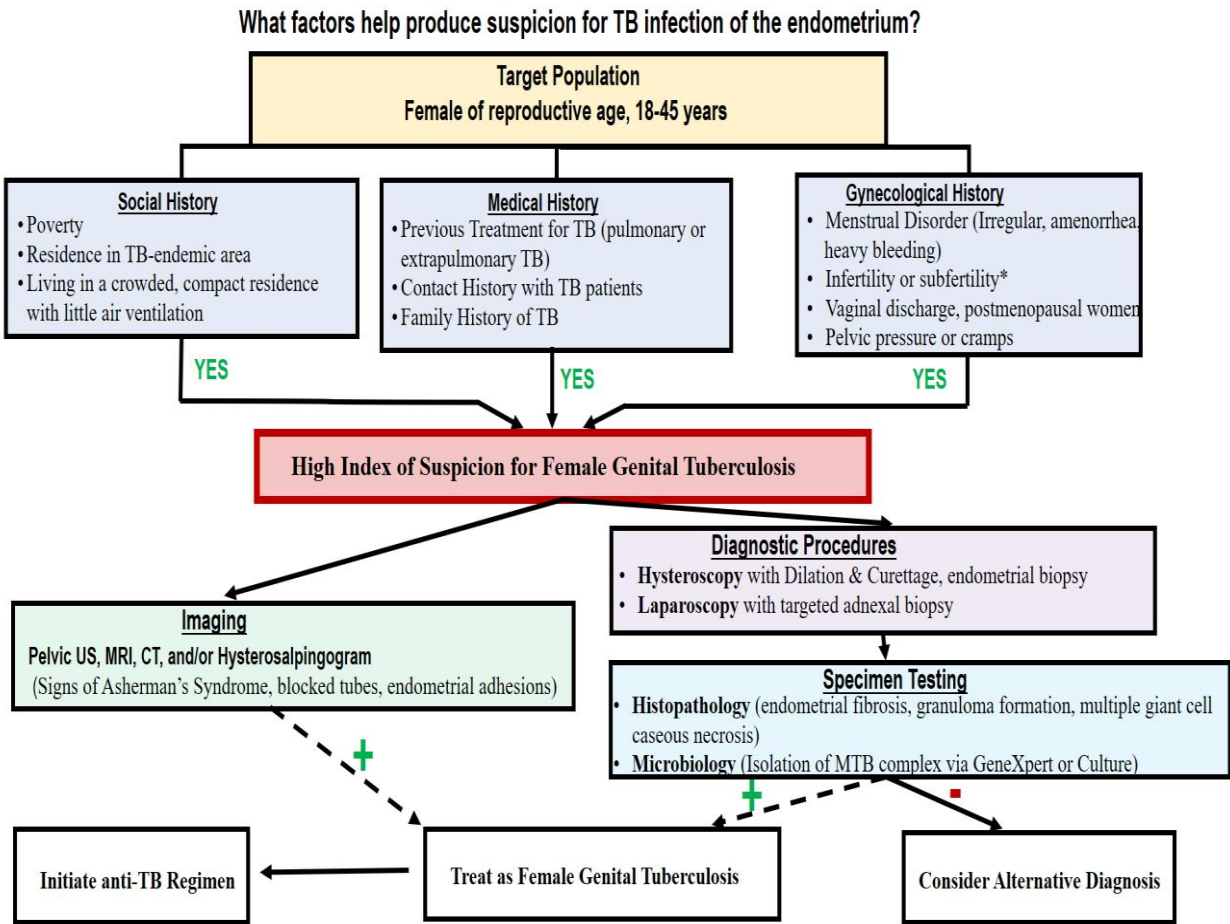 What factors help produce suspicion for TB infection of the endometrium?
Target Population
Female of reproductive age, 18-45 years
Social History
• Poverty
• Residence in TB-endemic area
• Living in a crowded, compact residence
with little air ventilation
Medical History
• Previous Treatment for TB (pulmonary or
extrapulmonary TB)
• Contact History with TB patients
• Family History of TB
Gynecological History
• Menstrual Disorder (Irregular, amenorrhea,
heavy bleeding)
• Infertility or subfertility*
• Vaginal discharge, postmenopausal women
• Pelvic pressure or cramps
YES
YES
YES
High Index of Suspicion for Female Genital Tuberculosis
Diagnostic Procedures
• Hysteroscopy with Dilation & Curettage, endometrial biopsy
• Laparoscopy with targeted adnexal biopsy
Imaging
Pelvic US, MRI, CT, and/or Hysterosalpingogram
(Signs of Asherman's Syndrome, blocked tubes, endometrial adhesions)
Specimen Testing
• Histopathology (endometrial fibrosis, granuloma formation, multiple giant cell
caseous necrosis)
• Microbiology (Isolation of MTB complex via GeneXpert or Culture)
+
+
-
Initiate anti-TB Regimen
Treat as Female Genital Tuberculosis
Consider Alternative Diagnosis